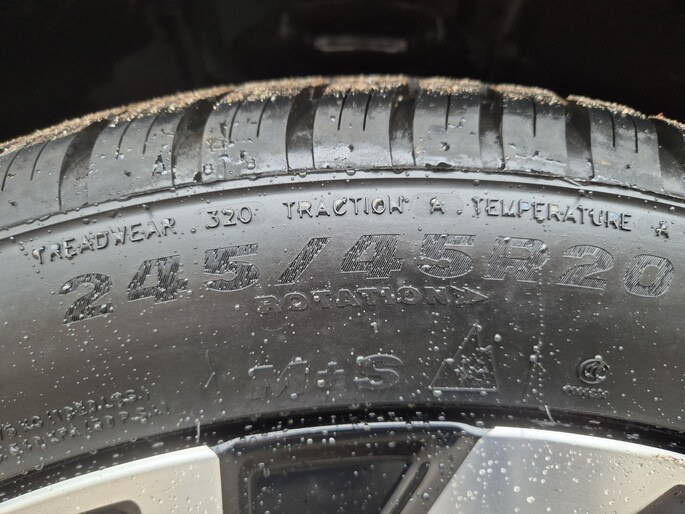 TREADWEAR 320 TRACTION A TEMPERATURE A
245/45R20
ROTATION
M+S